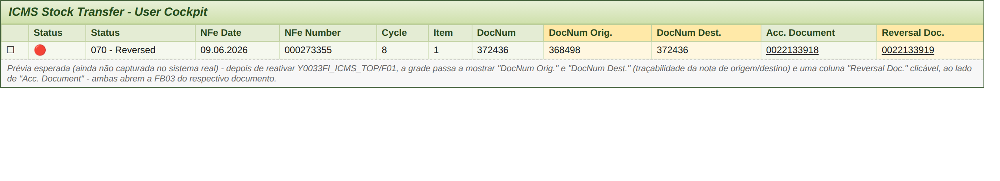 ICMS Stock Transfer - User Cockpit
Status Status NFe Date NFe Number Cycle Item DocNum DocNum Orig. DocNum Dest. Acc. Document Reversal Doc.
070 - Reversed 09.06.2026 000273355 8 1 372436 368498 372436 0022133918 0022133919
Prévia esperada (ainda não capturada no sistema real) - depois de reativar Y0033FI_ICMS_TOP/F01, a grade passa a mostrar "DocNum Orig." e "DocNum Dest." (traçabilidade da nota de origem/destino) e uma coluna "Reversal Doc." clicável, ao lado
de "Acc. Document" - ambas abrem a FB03 do respectivo documento.